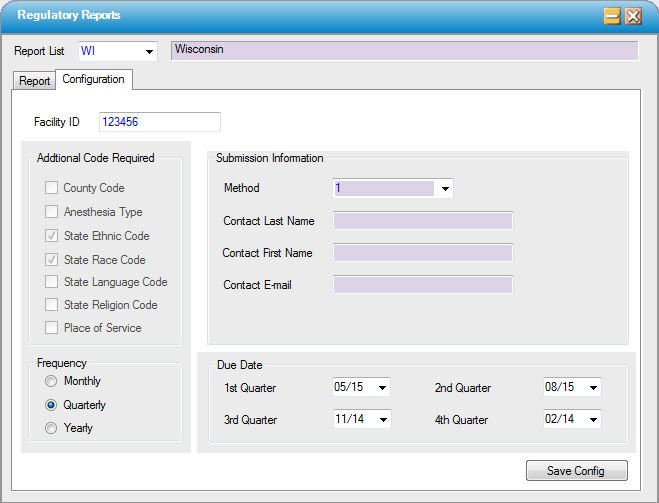 Regulatory Reports
Report List WI Wisconsin
Report Configuration
Facility ID 123456
Addtional Code Required
County Code
Anesthesia Type
State Ethnic Code
State Race Code
State Language Code
State Religion Code
Place of Service
Submission Information
Method 1
Contact Last Name
Contact First Name
Contact E-mail
Frequency
Monthly
Quarterly
Yearly
Due Date
1st Quarter 05/15 2nd Quarter 08/15
3rd Quarter 11/14 4th Quarter 02/14
Save Config